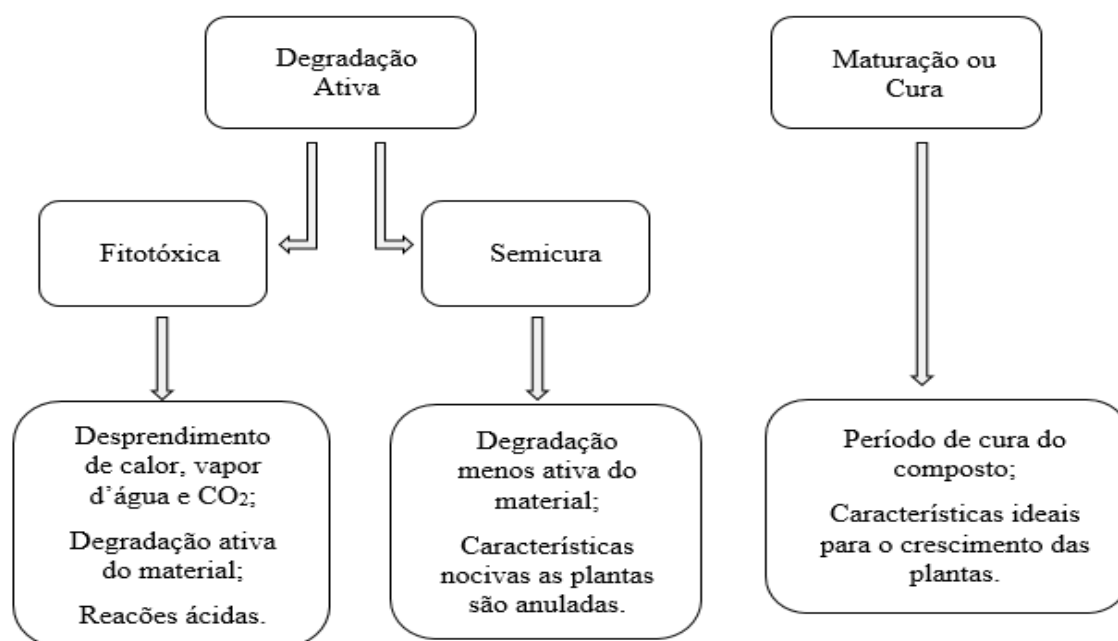 Degradação
Ativa
Maturação ou
Cura
Fitotóxica
Semicura
Desprendimento
de calor, vapor
d’água e CO₂;
Degradação ativa
do material;
Reacões ácidas.
Degradação
menos ativa do
material;
Características
nocivas as plantas
são anuladas.
Período de cura do
composto;
Características ideais
para o crescimento das
plantas.